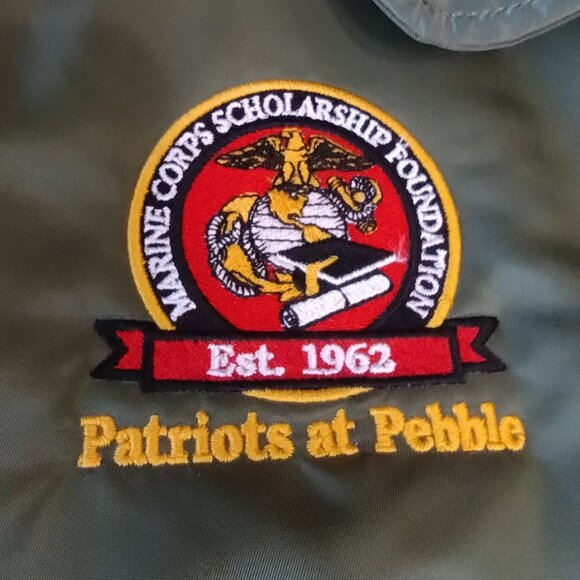 MARINE CORPS SCHOLARSHIP FOUNDATION
Est. 1962
Patriots at Pebble